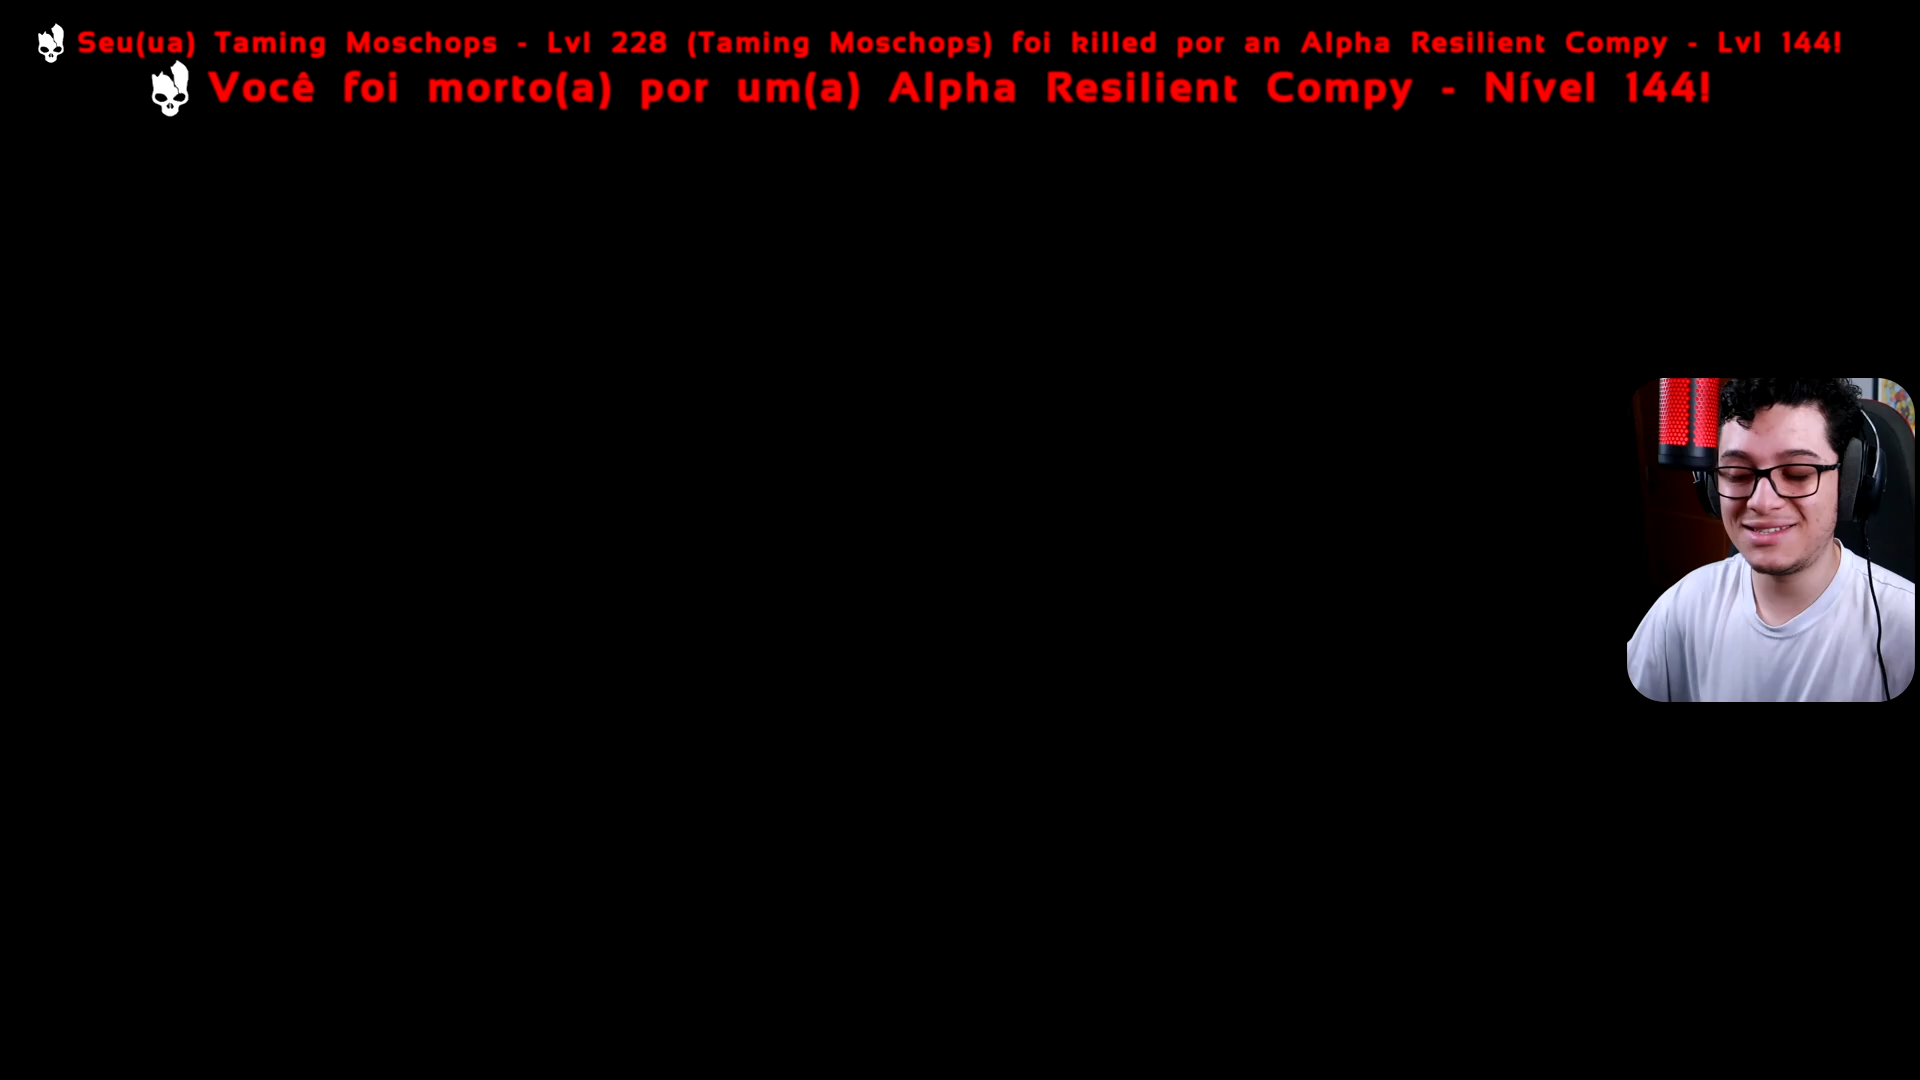 Seu(ua) Taming Moschops - Lvl 228 (Taming Moschops) foi killed por an Alpha Resilient Compy - Lvl 144!
Você foi morto(a) por um(a) Alpha Resilient Compy - Nível 144!